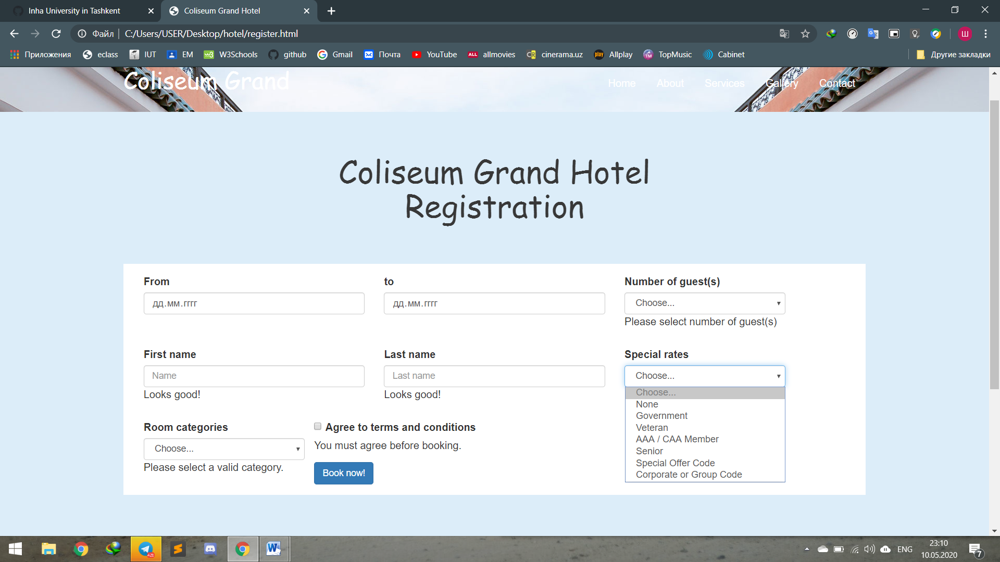 Inha University in Tashkent
Coliseum Grand Hotel
Файл
C:/Users/USER/Desktop/hotel/register.html
Ш
Приложения
eclass
IUT
EM
W3Schools
github
Gmail
Почта
YouTube
ALL allmovies
CR cinerama.uz
play Allplay
TM TopMusic
Cabinet
Другие закладки
Coliseum Grand
Home
About
Services
Gallery
Contact
Coliseum Grand Hotel
Registration
From
to
Number of guest(s)
дд.мм.гггг
дд.мм.гггг
Choose...
Please select number of guest(s)
First name
Last name
Special rates
Name
Last name
Choose...
Looks good!
Looks good!
Choose...
None
Government
Veteran
AAA / CAA Member
Senior
Special Offer Code
Corporate or Group Code
Room categories
Agree to terms and conditions
Choose...
You must agree before booking.
Please select a valid category.
Book now!
ENG
23:10
10.05.2020
7